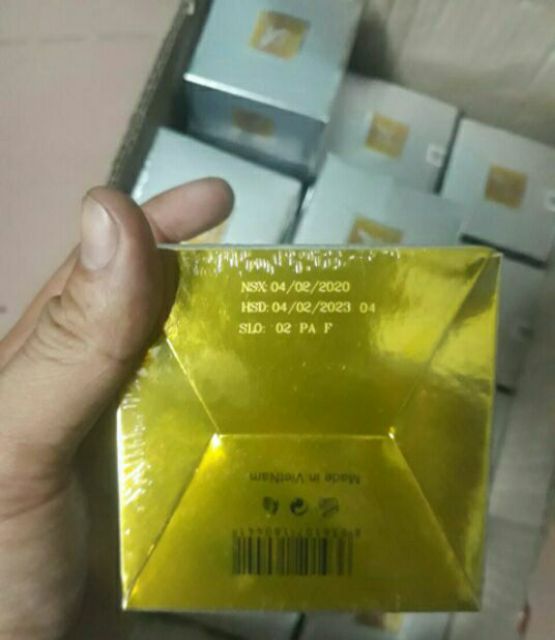 NSX: 04/02/2020
HSD: 04/02/2023 04
SLO: 02 PA F
Made in VietNam